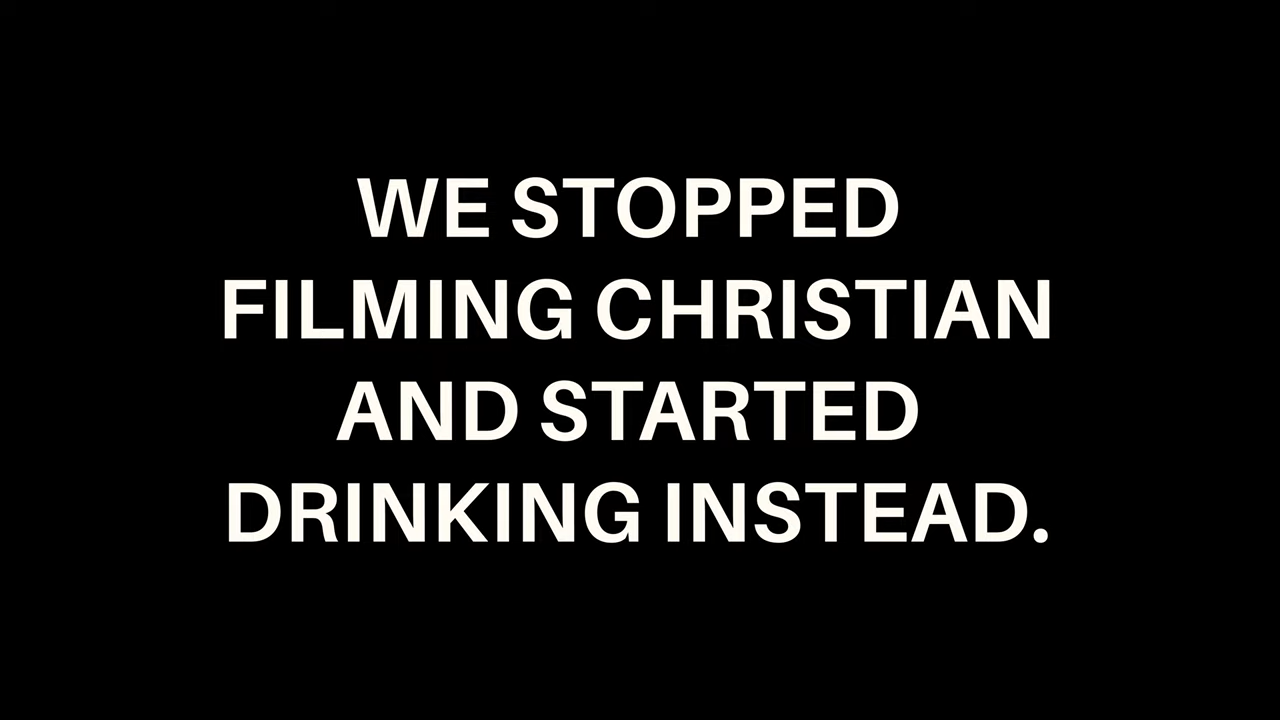 WE STOPPED
FILMING CHRISTIAN
AND STARTED
DRINKING INSTEAD.